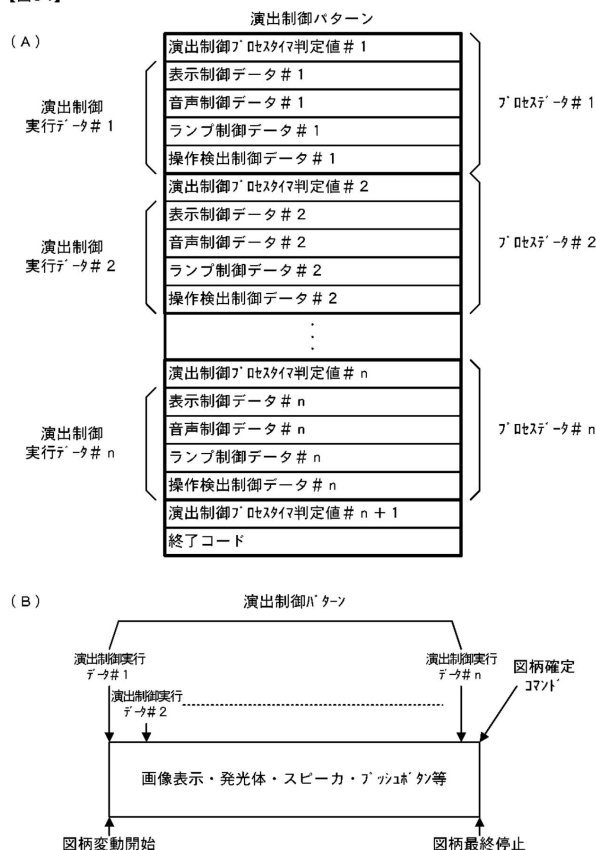 演出制御パターン
(A)
演出制御プロセスタイマ判定値#1
表示制御データ#1
音声制御データ#1
ランプ制御データ#1
操作検出制御データ#1
演出制御
実行データ#1
プロセスデータ#1
演出制御プロセスタイマ判定値#2
表示制御データ#2
音声制御データ#2
ランプ制御データ#2
操作検出制御データ#2
演出制御
実行データ#2
プロセスデータ#2
演出制御プロセスタイマ判定値#n
表示制御データ#n
音声制御データ#n
ランプ制御データ#n
操作検出制御データ#n
演出制御
実行データ#n
プロセスデータ#n
演出制御プロセスタイマ判定値#n+1
終了コード
(B)
演出制御パターン
演出制御実行
データ#1
演出制御実行
データ#2
演出制御実行
データ#n
図柄確定
コマンド
画像表示・発光体・スピーカ・プッシュボタン等
図柄変動開始
図柄最終停止